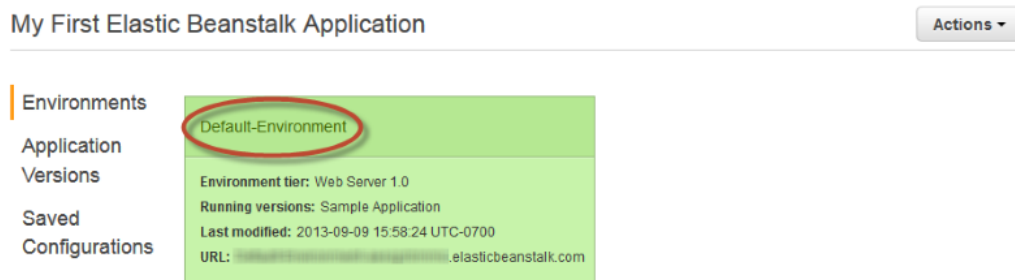 My First Elastic Beanstalk Application
Actions
Environments
Application
Versions
Saved
Configurations
Default-Environment
Environment tier: Web Server 1.0
Running versions: Sample Application
Last modified: 2013-09-09 15:58:24 UTC-0700
URL: .elasticbeanstalk.com